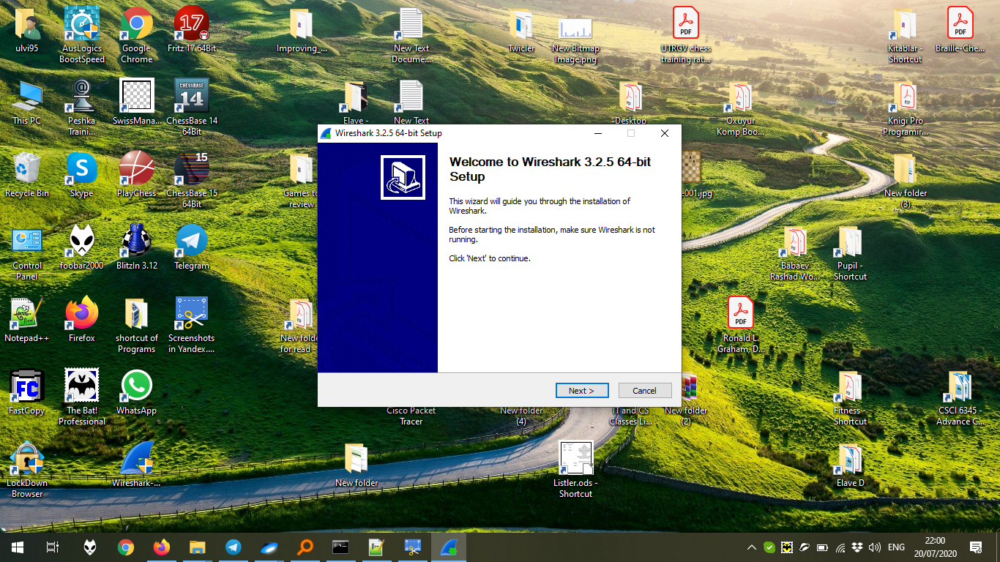 ulvi95
AusLogics
BoostSpeed
Google
Chrome
17
Fritz 17 64Bit
Improving_...
New Text
Docume...
Twicler
New Bitmap
Image.png
PDF
UTRGV chess
training rat...
Kitablar -
Shortcut
PDF
Braille-Che...
This PC
@
Peshka
Traini...
SwissMana...
CHESSBASE
14
ChessBase 14
64Bit
Elave -
New Text
Desktop
Oxuyur
Komp Boo...
Knigi Pro
Programir...
Wireshark 3.2.5 64-bit Setup
Welcome to Wireshark 3.2.5 64-bit
Setup
This wizard will guide you through the installation of
Wireshark.
Before starting the installation, make sure Wireshark is not
running.
Click 'Next' to continue.
Next >
Cancel
Recycle Bin
S
Skype
PlayChess
15
ChessBase 15
64Bit
Games to
review
e001.jpg
New folder
(3)
Control
Panel
foobar2000
BlitzIn 3.12
Telegram
Babaev
Rashad Wo...
Pupil -
Shortcut
Notepad++
Firefox
shortcut of
Programs
Screenshots
in Yandex....
New folde
for read -
PDF
Ronald L.
Graham, D...
FC
FastCopy
The Bat!
Professional
WhatsApp
Cisco Packet
Tracer
New folder
(4)
IT and CS
Classes Li...
New folder
(2)
Fitness -
Shortcut
CSCI 6345 -
Advance C...
LockDown
Browser
Wireshark-...
New folder
Listler.ods -
Shortcut
Elave D
ENG
22:00
20/07/2020